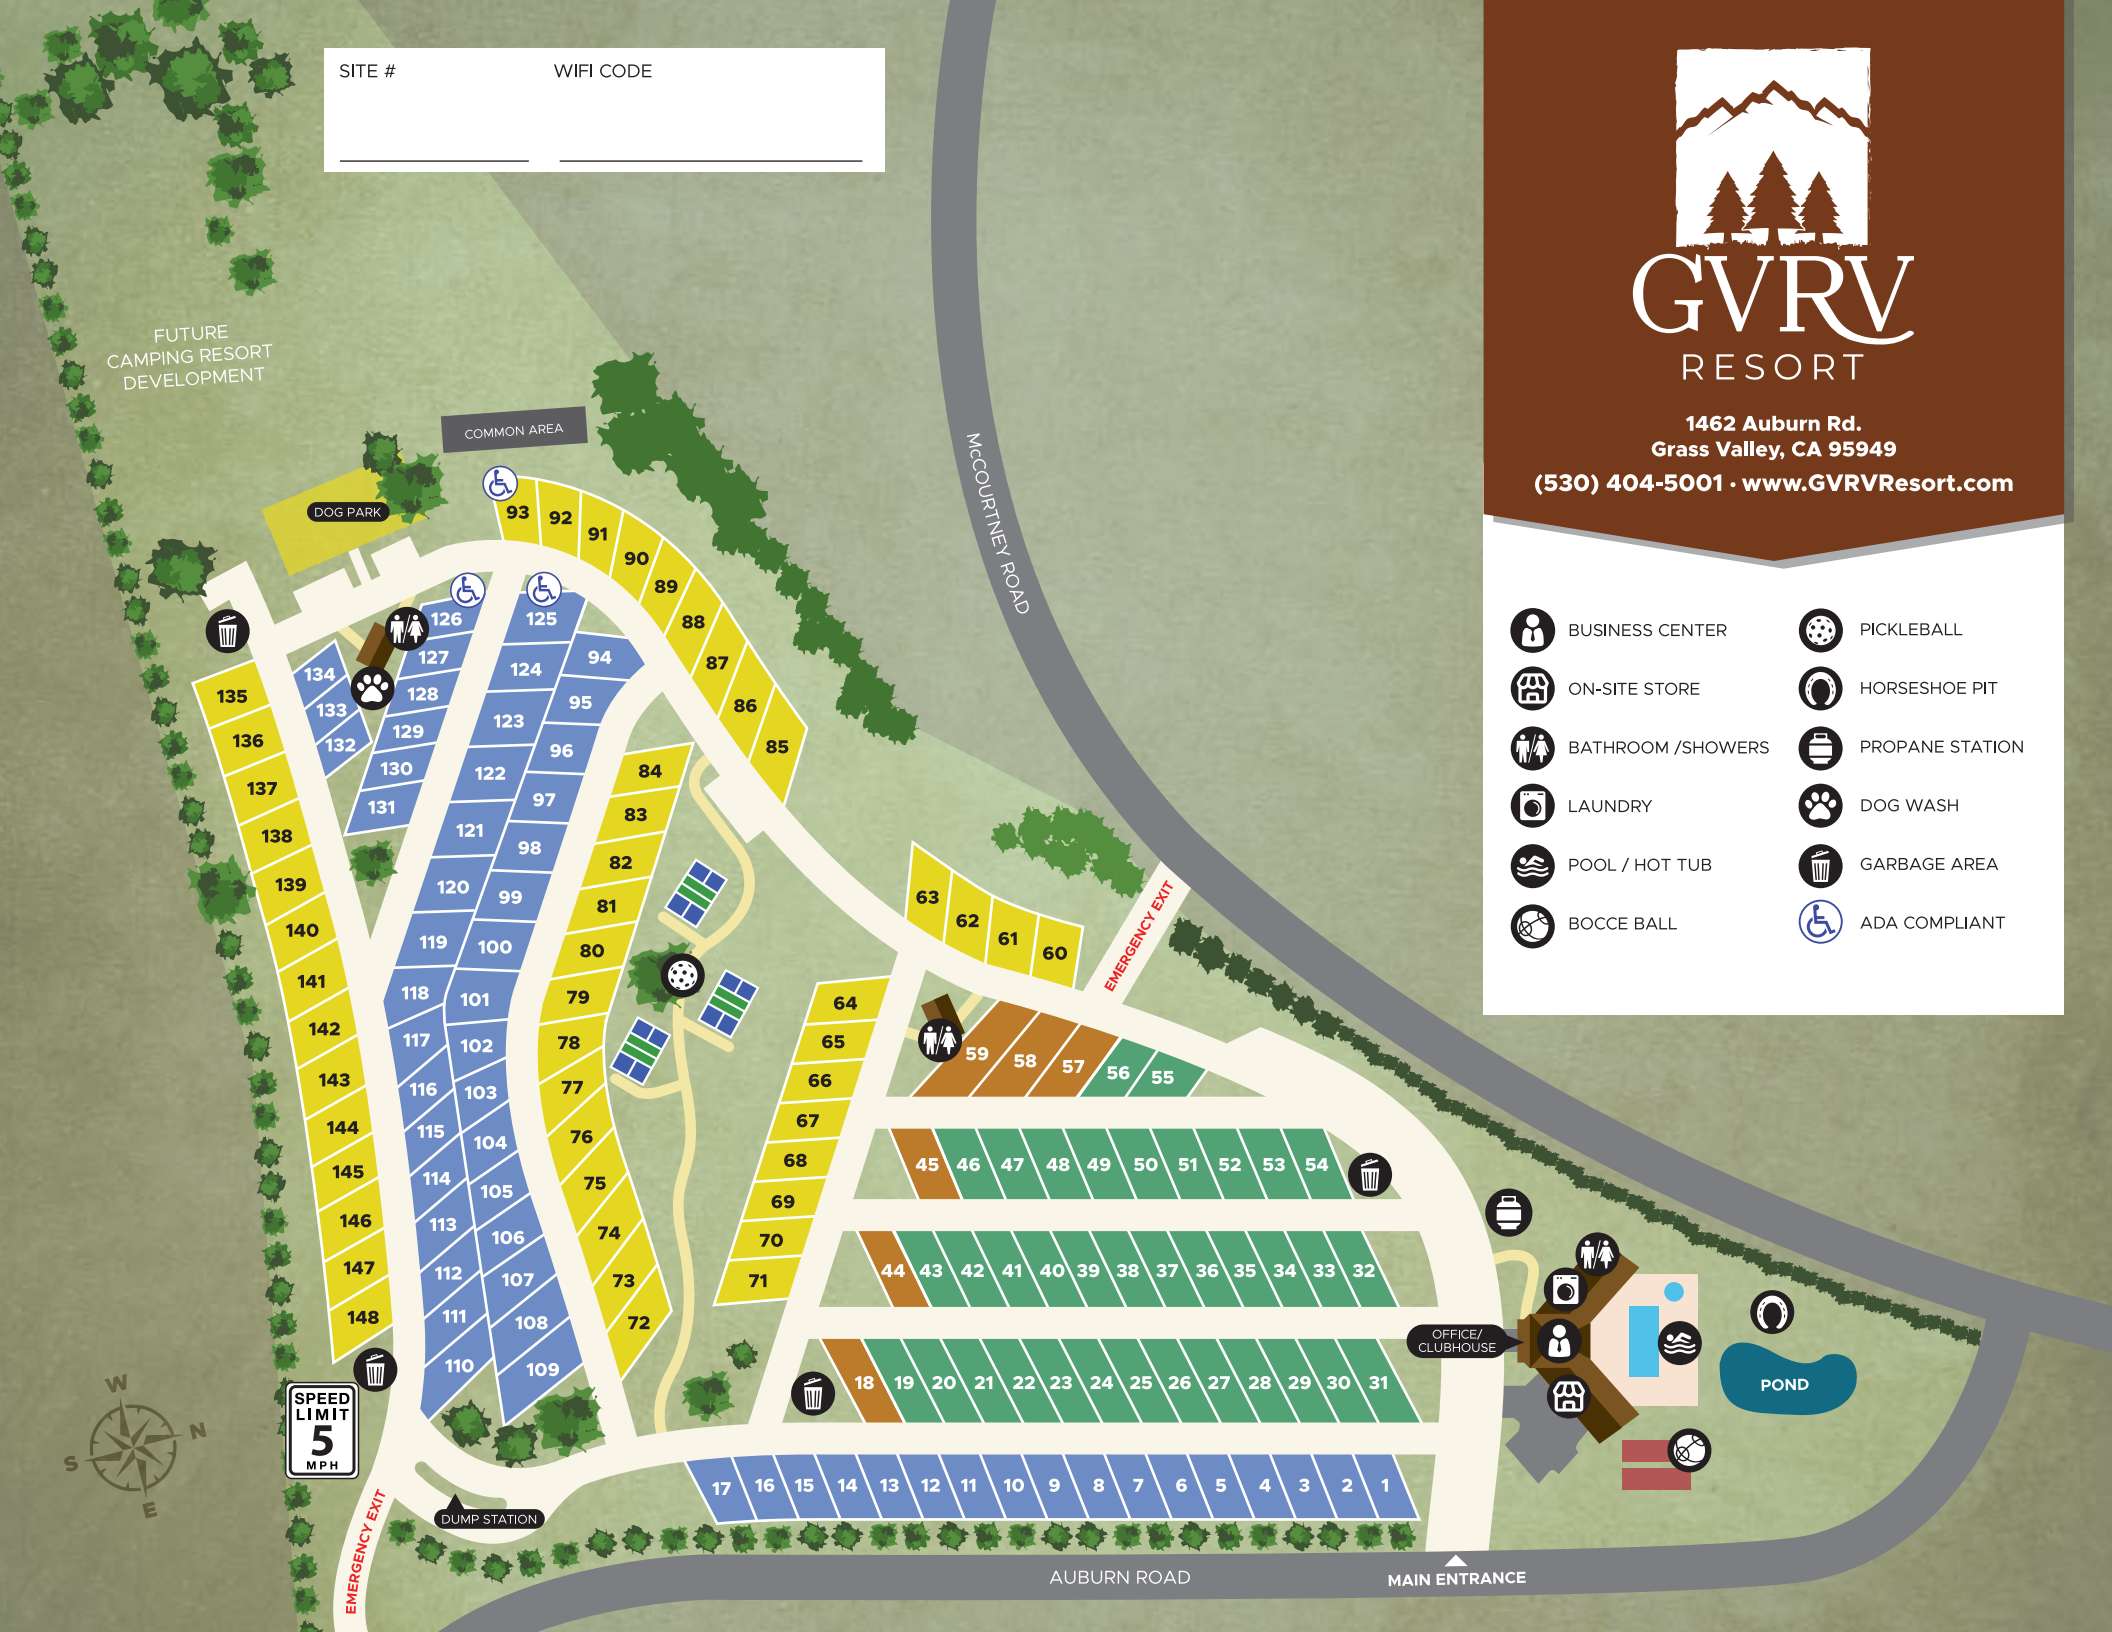 SITE #
WIFI CODE
GVRV
RESORT
1462 Auburn Rd.
Grass Valley, CA 95949
(530) 404-5001 • www.GVRVResort.com
BUSINESS CENTER
ON-SITE STORE
BATHROOM /SHOWERS
LAUNDRY
POOL / HOT TUB
BOCCE BALL
PICKLEBALL
HORSESHOE PIT
PROPANE STATION
DOG WASH
GARBAGE AREA
ADA COMPLIANT
FUTURE
CAMPING RESORT
DEVELOPMENT
COMMON AREA
DOG PARK
McCOURTNEY ROAD
93
92
91
90
89
88
87
86
85
126
127
128
129
130
131
134
133
132
125
124
123
122
121
120
119
118
117
116
115
114
113
112
111
110
94
95
96
97
98
99
100
101
102
103
104
105
106
107
108
109
135
136
137
138
139
140
141
142
143
144
145
146
147
148
84
83
82
81
80
79
78
77
76
75
74
73
72
63
62
61
60
EMERGENCY EXIT
64
65
66
67
68
69
70
71
59
58
57
56
55
45 46 47 48 49 50 51 52 53 54
44 43 42 41 40 39 38 37 36 35 34 33 32
18 19 20 21 22 23 24 25 26 27 28 29 30 31
17 16 15 14 13 12 11 10 9 8 7 6 5 4 3 2 1
OFFICE/
CLUBHOUSE
POND
SPEED
LIMIT
5
MPH
W
N
S
E
DUMP STATION
EMERGENCY EXIT
AUBURN ROAD
MAIN ENTRANCE